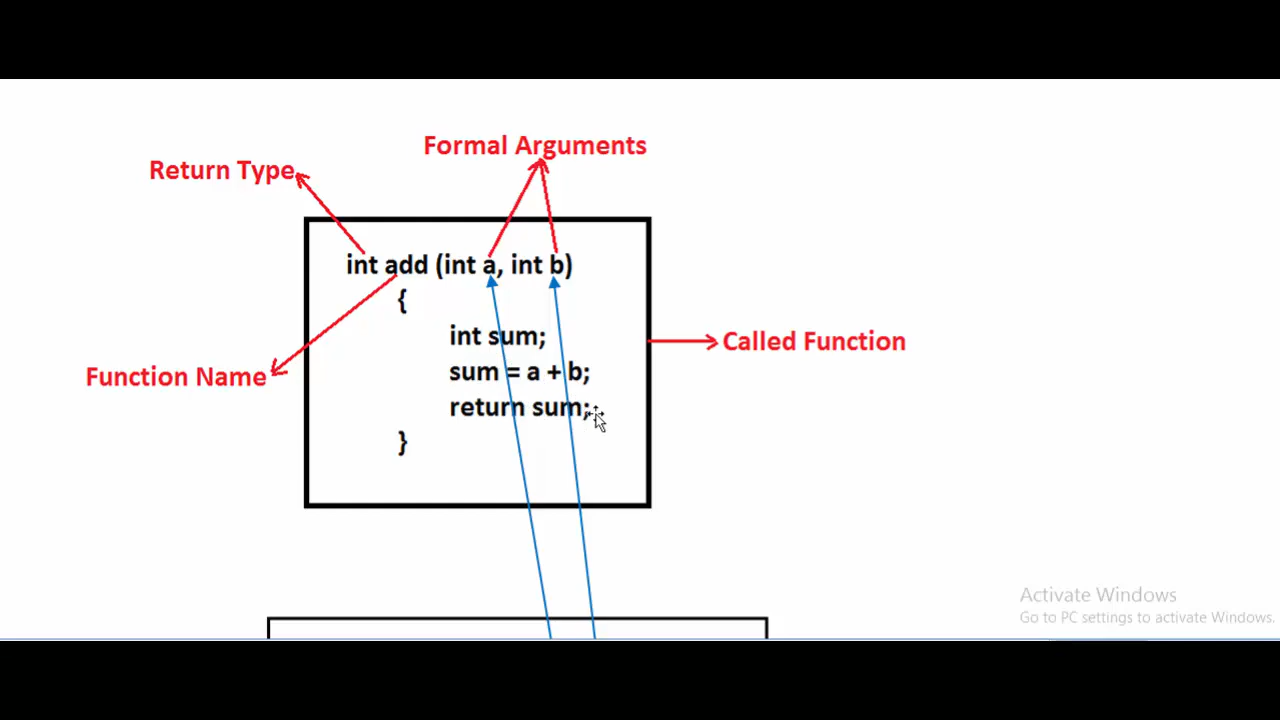 Formal Arguments
Return Type
int add (int a, int b)
{
int sum;
sum = a + b;
return sum;
}
Called Function
Function Name
Activate Windows
Go to PC settings to activate Windows.